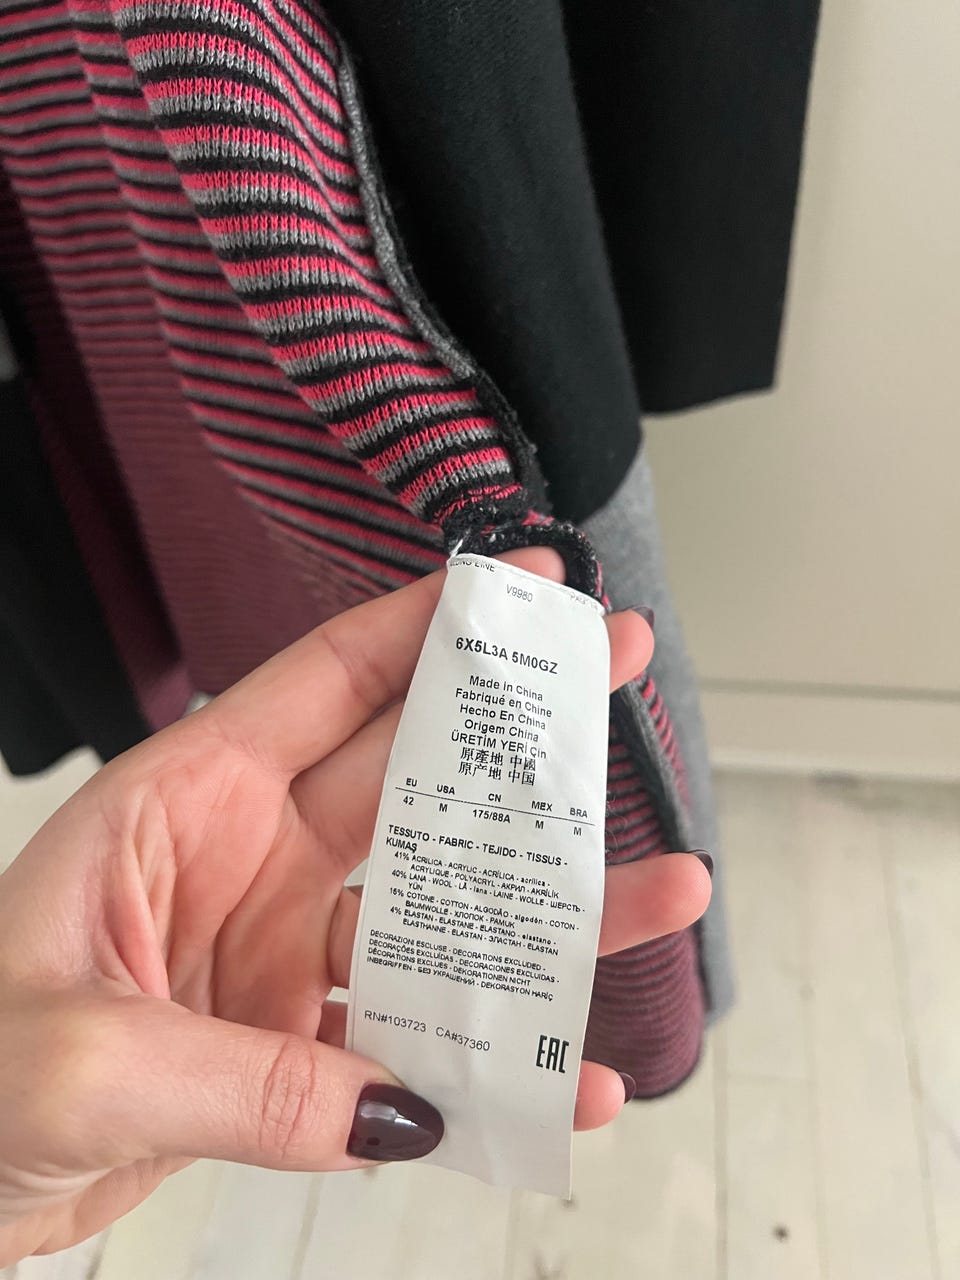 LINE
V9980
6X5L3A 5M0GZ
Made in China
Fabriqué en Chine
Hecho En China
Origem China
ÜRETİM YERİ Çin
原產地 中國
原产地 中国
EU USA CN MEX BRA
42 M 175/88A M M
TESSUTO - FABRIC - TEJIDO - TISSUS -
KUMAŞ
41% ACRILICA - ACRYLIC - ACRÍLICA - acrílica -
ACRYLIQUE - POLYACRYL - АКРИЛ - AKRİLİK
40% LANA - WOOL - LÃ - lana - LAINE - WOLLE - ШЕРСТЬ -
YÜN
15% COTONE - COTTON - ALGODÃO - algodón - COTON -
BAUMWOLLE - ХЛОПОК - PAMUK
4% ELASTAN - ELASTANE - ELASTANO - elastano -
ELASTHANNE - ELASTAN - ЭЛАСТАН - ELASTAN
DECORAZIONI ESCLUSE - DECORATIONS EXCLUDED -
DECORAÇÕES EXCLUÍDAS - DECORACIONES EXCLUIDAS -
DÉCORATIONS EXCLUES - DEKORATIONEN NICHT
INBEGRIFFEN - БЕЗ УКРАШЕНИЙ - DEKORASYON HARİÇ
RN#103723 CA#37360
EAC